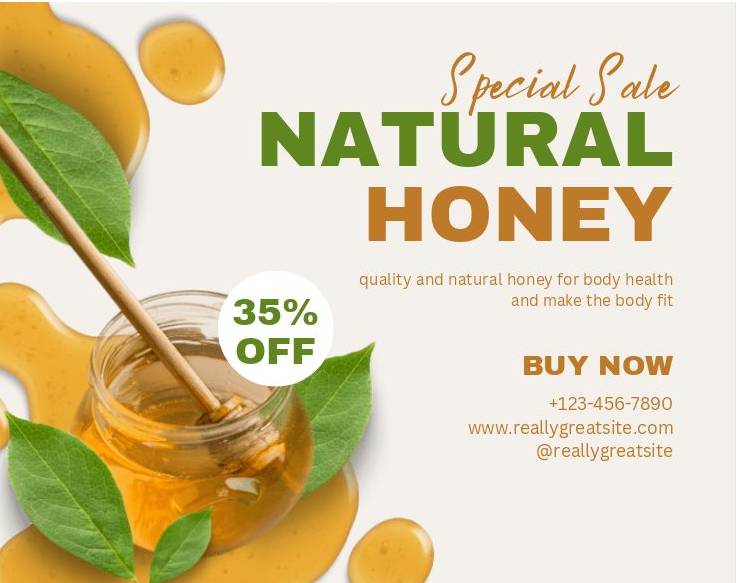 Special Sale
NATURAL
HONEY
quality and natural honey for body health
and make the body fit
35%
OFF
BUY NOW
+123-456-7890
www.reallygreatsite.com
@reallygreatsite